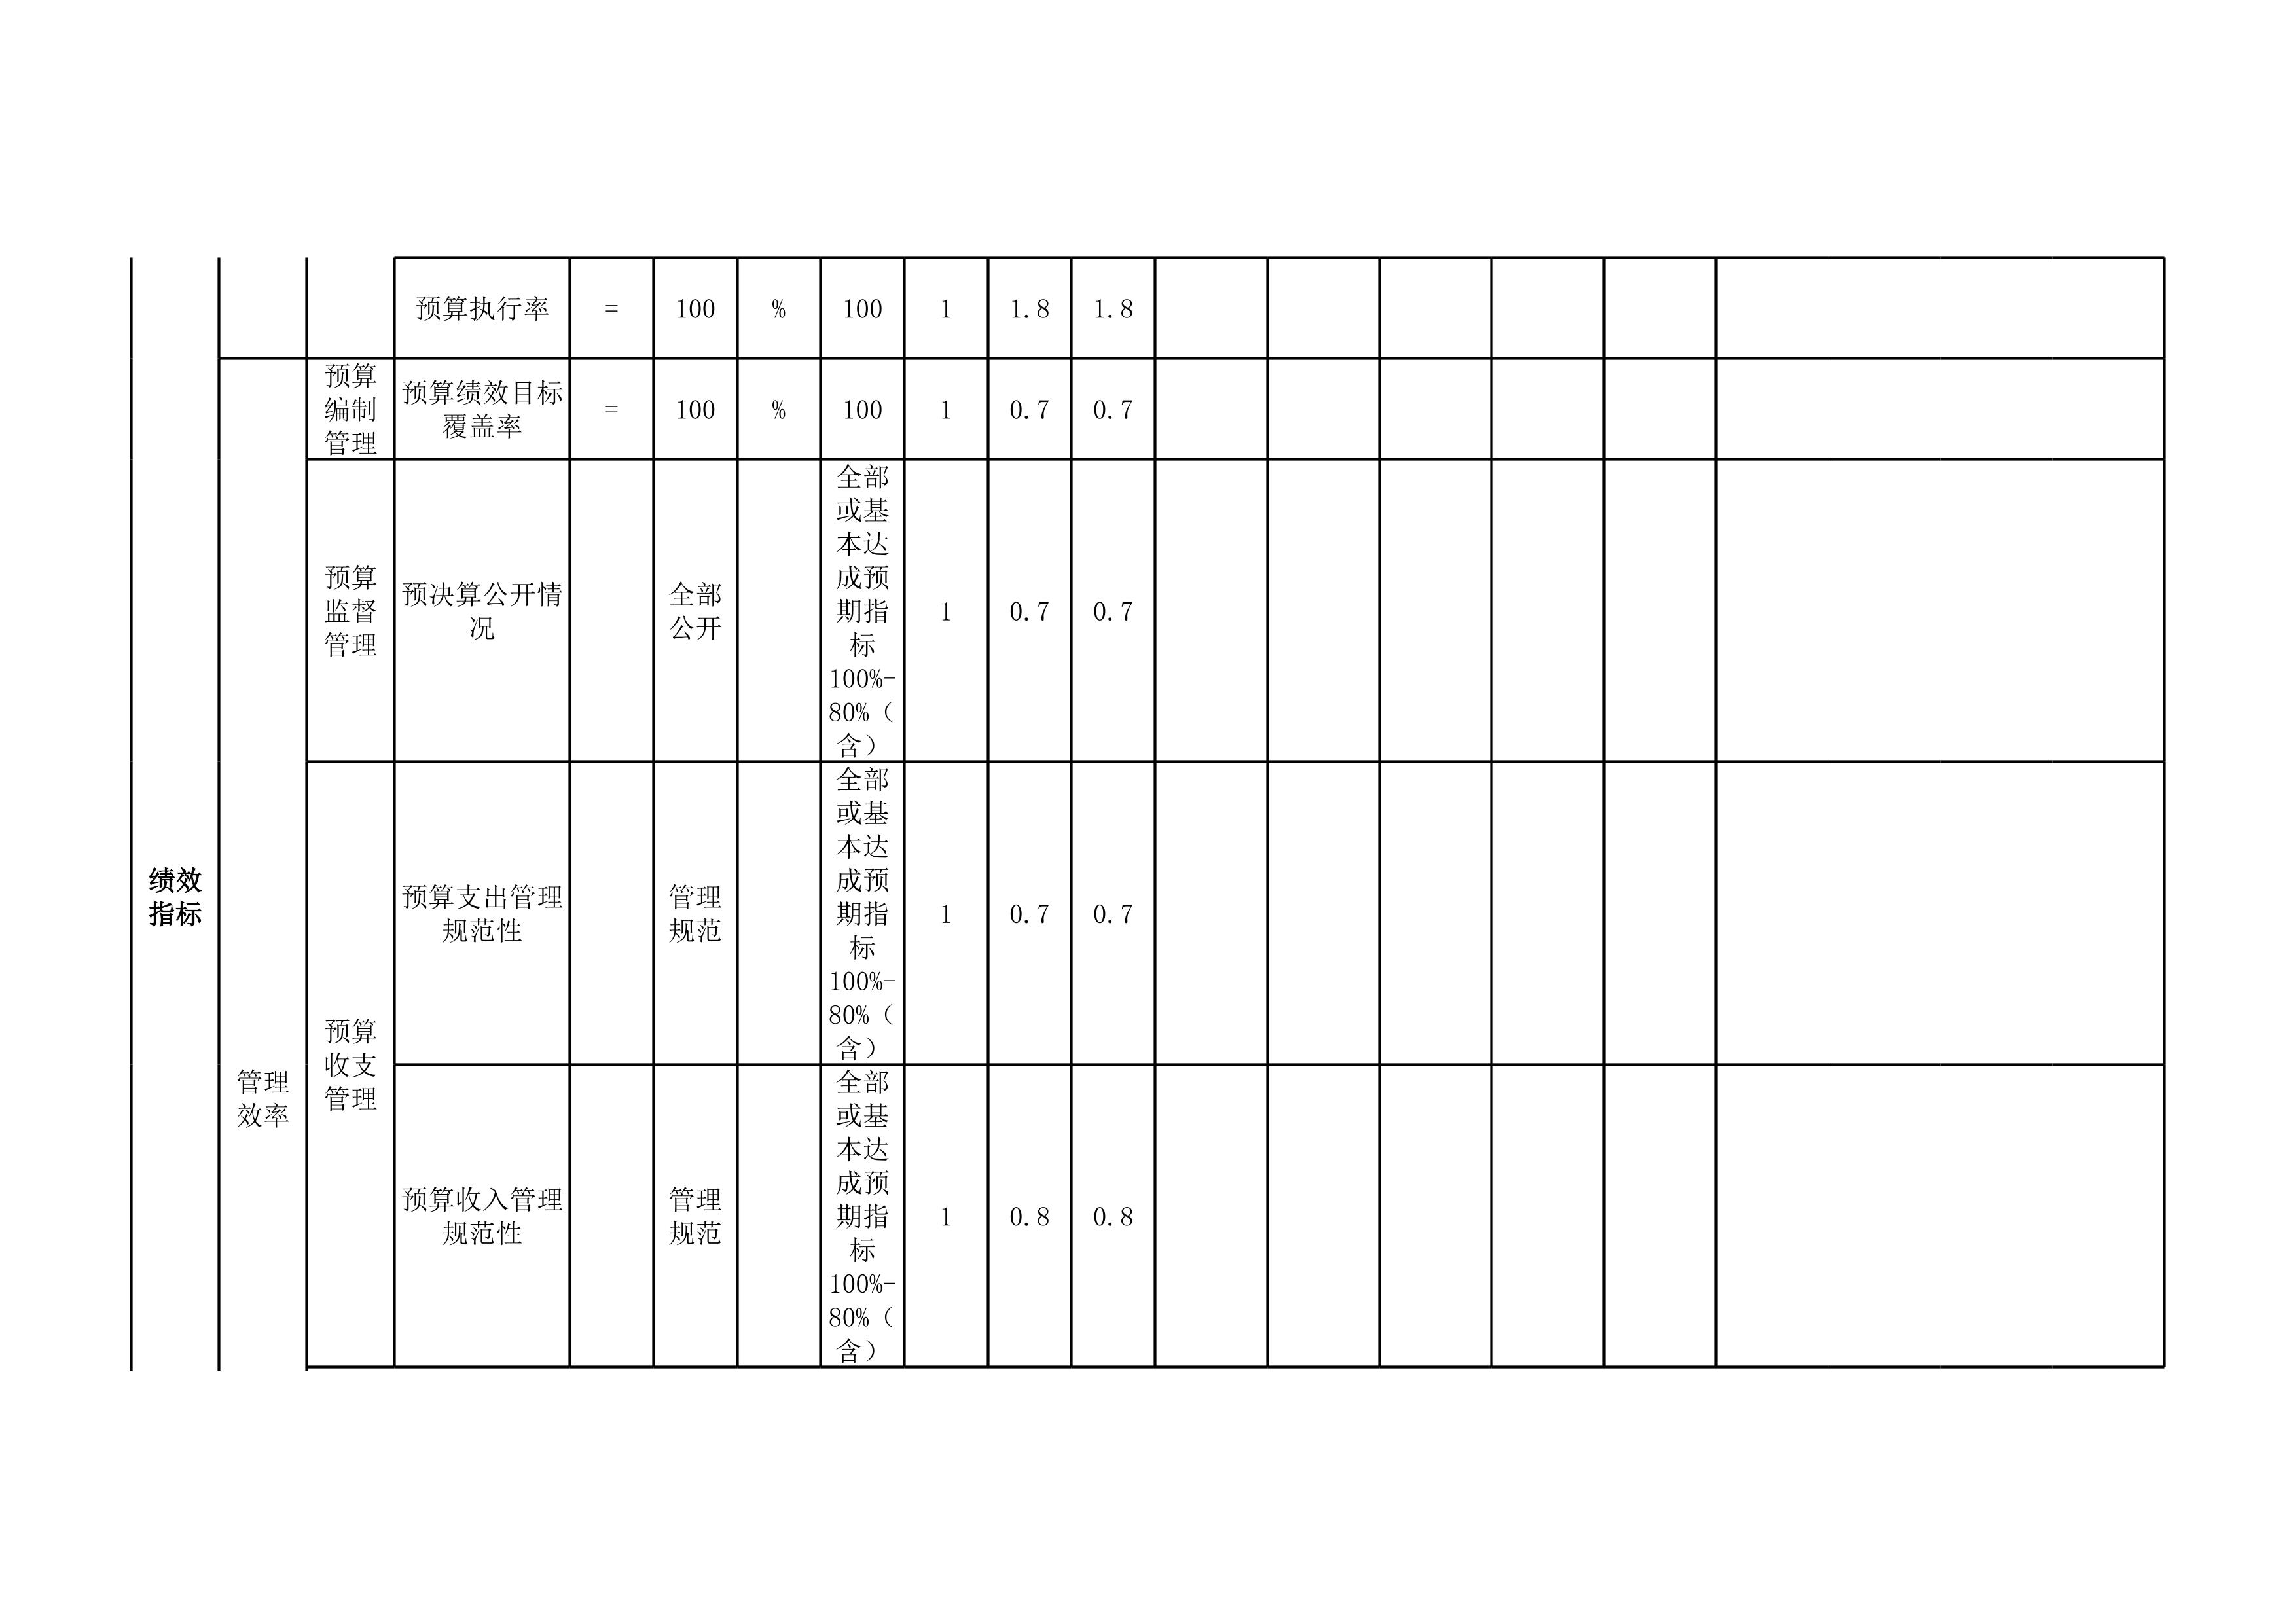 预算执行率 = 100 % 100 1 1.8 1.8
预算
编制
管理
预算绩效目标
覆盖率
= 100 % 100 1 0.7 0.7
预算
监督
管理
预决算公开情
况
全部
公开
全部
或基
本达
成预
期指
标
100%-
80%（
含）
1 0.7 0.7
绩效
指标
管理
效率
预算
收支
管理
预算支出管理
规范性
管理
规范
全部
或基
本达
成预
期指
标
100%-
80%（
含）
1 0.7 0.7
预算收入管理
规范性
管理
规范
全部
或基
本达
成预
期指
标
100%-
80%（
含）
1 0.8 0.8